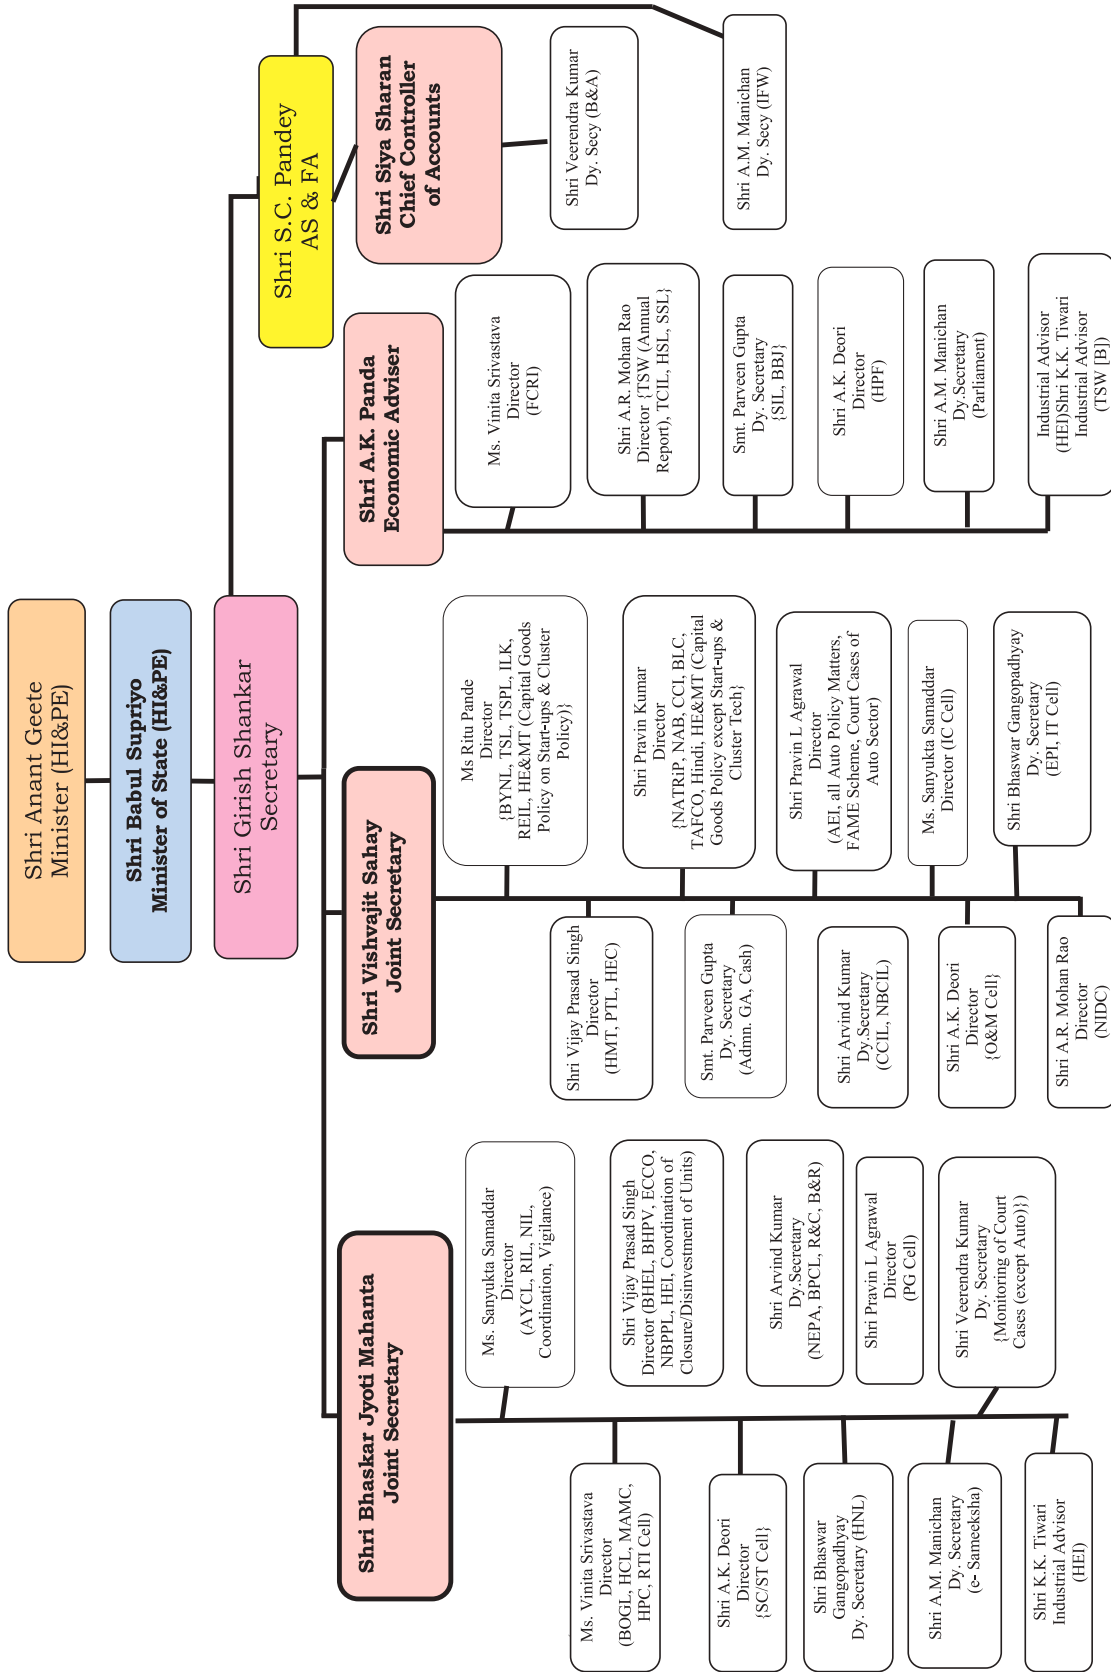 Shri Anant Geete
Minister (HI&PE)
Shri Babul Supriyo
Minister of State (HI&PE)
Shri Girish Shankar
Secretary
Shri S.C. Pandey
AS & FA
Shri Bhaskar Jyoti Mahanta
Joint Secretary
Shri Vishvajit Sahay
Joint Secretary
Shri A.K. Panda
Economic Adviser
Shri Siya Sharan
Chief Controller
of Accounts
Ms. Sanyukta Samaddar
Director
(AYCL, RIL, NIL,
Coordination, Vigilance)
Ms. Vinita Srivastava
Director
(BOGL, HCL, MAMC,
HPC, RTI Cell)
Shri Vijay Prasad Singh
Director (BHEL, BHPV, ECCO,
NBPPL, HEI, Coordination of
Closure/Disinvestment of Units)
Shri A.K. Deori
Director
{SC/ST Cell}
Shri Arvind Kumar
Dy.Secretary
(NEPA, BPCL, R&C, B&R)
Shri Bhaswar
Gangopadhyay
Dy. Secretary (HNL)
Shri Pravin L Agrawal
Director
(PG Cell)
Shri A.M. Manichan
Dy. Secretary
(e- Sameeksha)
Shri Veerendra Kumar
Dy. Secretary
{Monitoring of Court
Cases (except Auto)})
Shri K.K. Tiwari
Industrial Advisor
(HEI)
Ms Ritu Pande
Director
{BYNL, TSL, TSPL, ILK,
REIL, HE&MT (Capital Goods
Policy on Start-ups & Cluster
Policy)}
Shri Vijay Prasad Singh
Director
(HMT, PTL, HEC)
Shri Pravin Kumar
Director
{NATRiP, NAB, CCI, BLC,
TAFCO, Hindi, HE&MT (Capital
Goods Policy except Start-ups &
Cluster Tech}
Smt. Parveen Gupta
Dy. Secretary
(Admn. GA, Cash)
Shri Pravin L Agrawal
Director
(AEI, all Auto Policy Matters,
FAME Scheme, Court Cases of
Auto Sector)
Shri Arvind Kumar
Dy.Secretary
(CCIL, NBCIL)
Ms. Sanyukta Samaddar
Director (IC Cell)
Shri A.K. Deori
Director
{O&M Cell}
Shri Bhaswar Gangopadhyay
Dy. Secretary
(EPI, IT Cell)
Shri A.R. Mohan Rao
Director
(NIDC)
Ms. Vinita Srivastava
Director
(FCRI)
Shri A.R. Mohan Rao
Director {TSW (Annual
Report), TCIL, HSL, SSL}
Smt. Parveen Gupta
Dy. Secretary
{SIL, BBJ}
Shri A.K. Deori
Director
(HPF)
Shri A.M. Manichan
Dy.Secretary
(Parliament)
Industrial Advisor
(HEI)Shri K.K. Tiwari
Industrial Advisor
(TSW [B])
Shri Veerendra Kumar
Dy. Secy (B&A)
Shri A.M. Manichan
Dy. Secy (IFW)